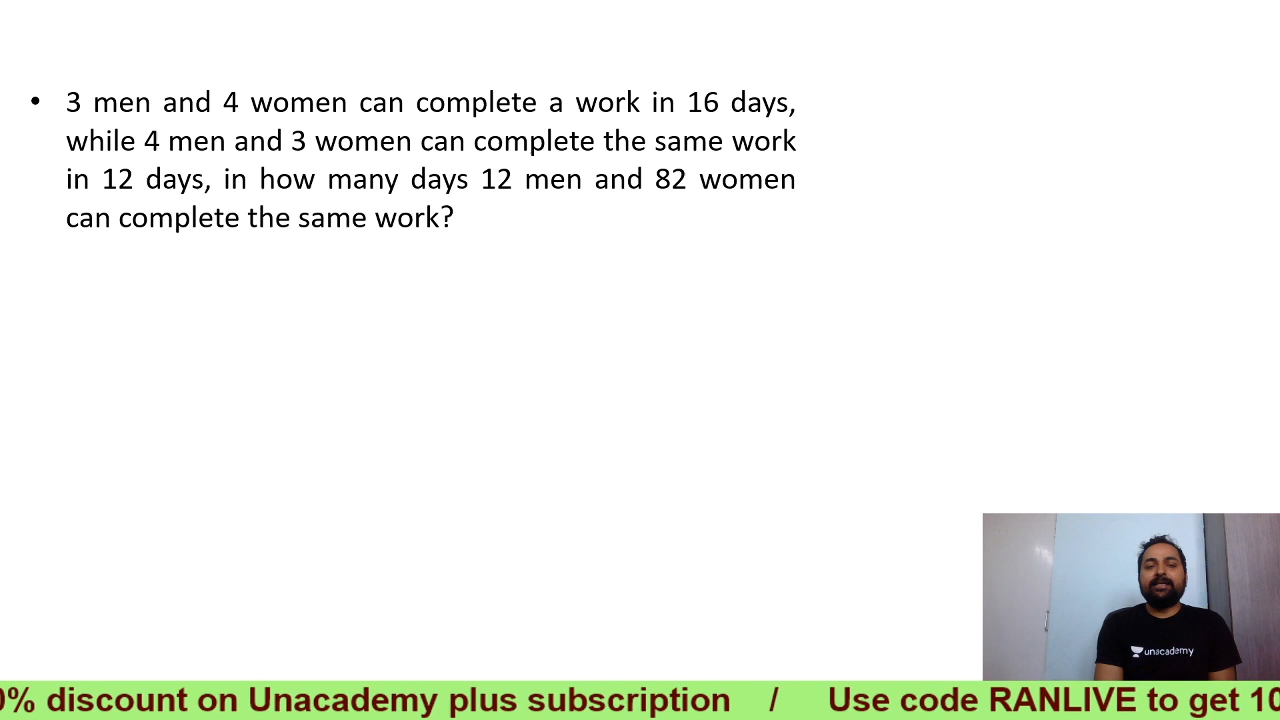 • 3 men and 4 women can complete a work in 16 days,
while 4 men and 3 women can complete the same work
in 12 days, in how many days 12 men and 82 women
can complete the same work?
unacademy
0% discount on Unacademy plus subscription / Use code RANLIVE to get 10